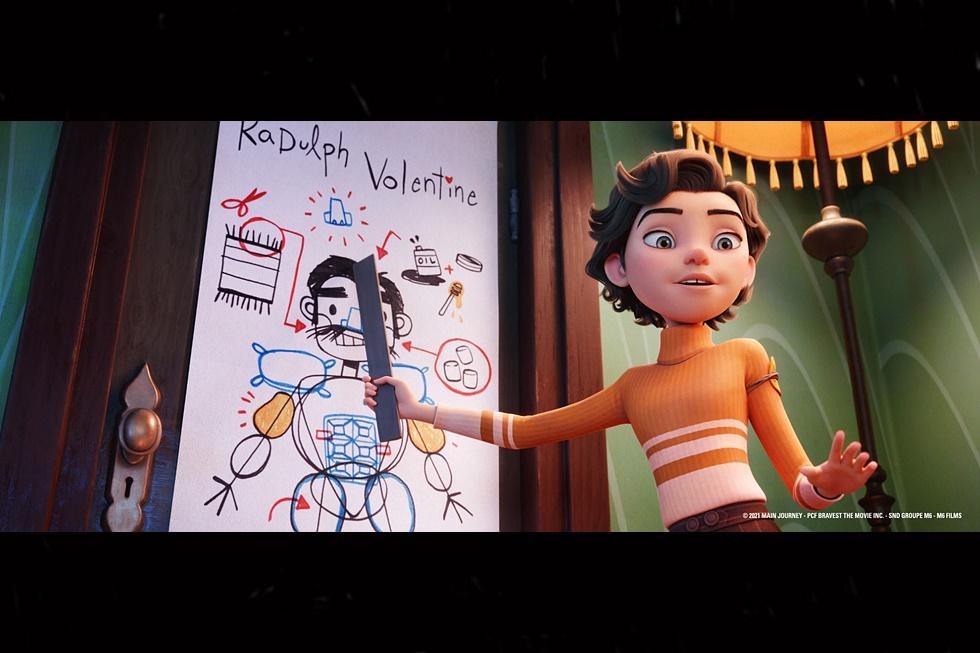 RaDulph
Volentine
OIL
© 2021 MAIN JOURNEY - PCF BRAVEST THE MOVIE INC. - SND GROUPE M6 - M6 FILMS